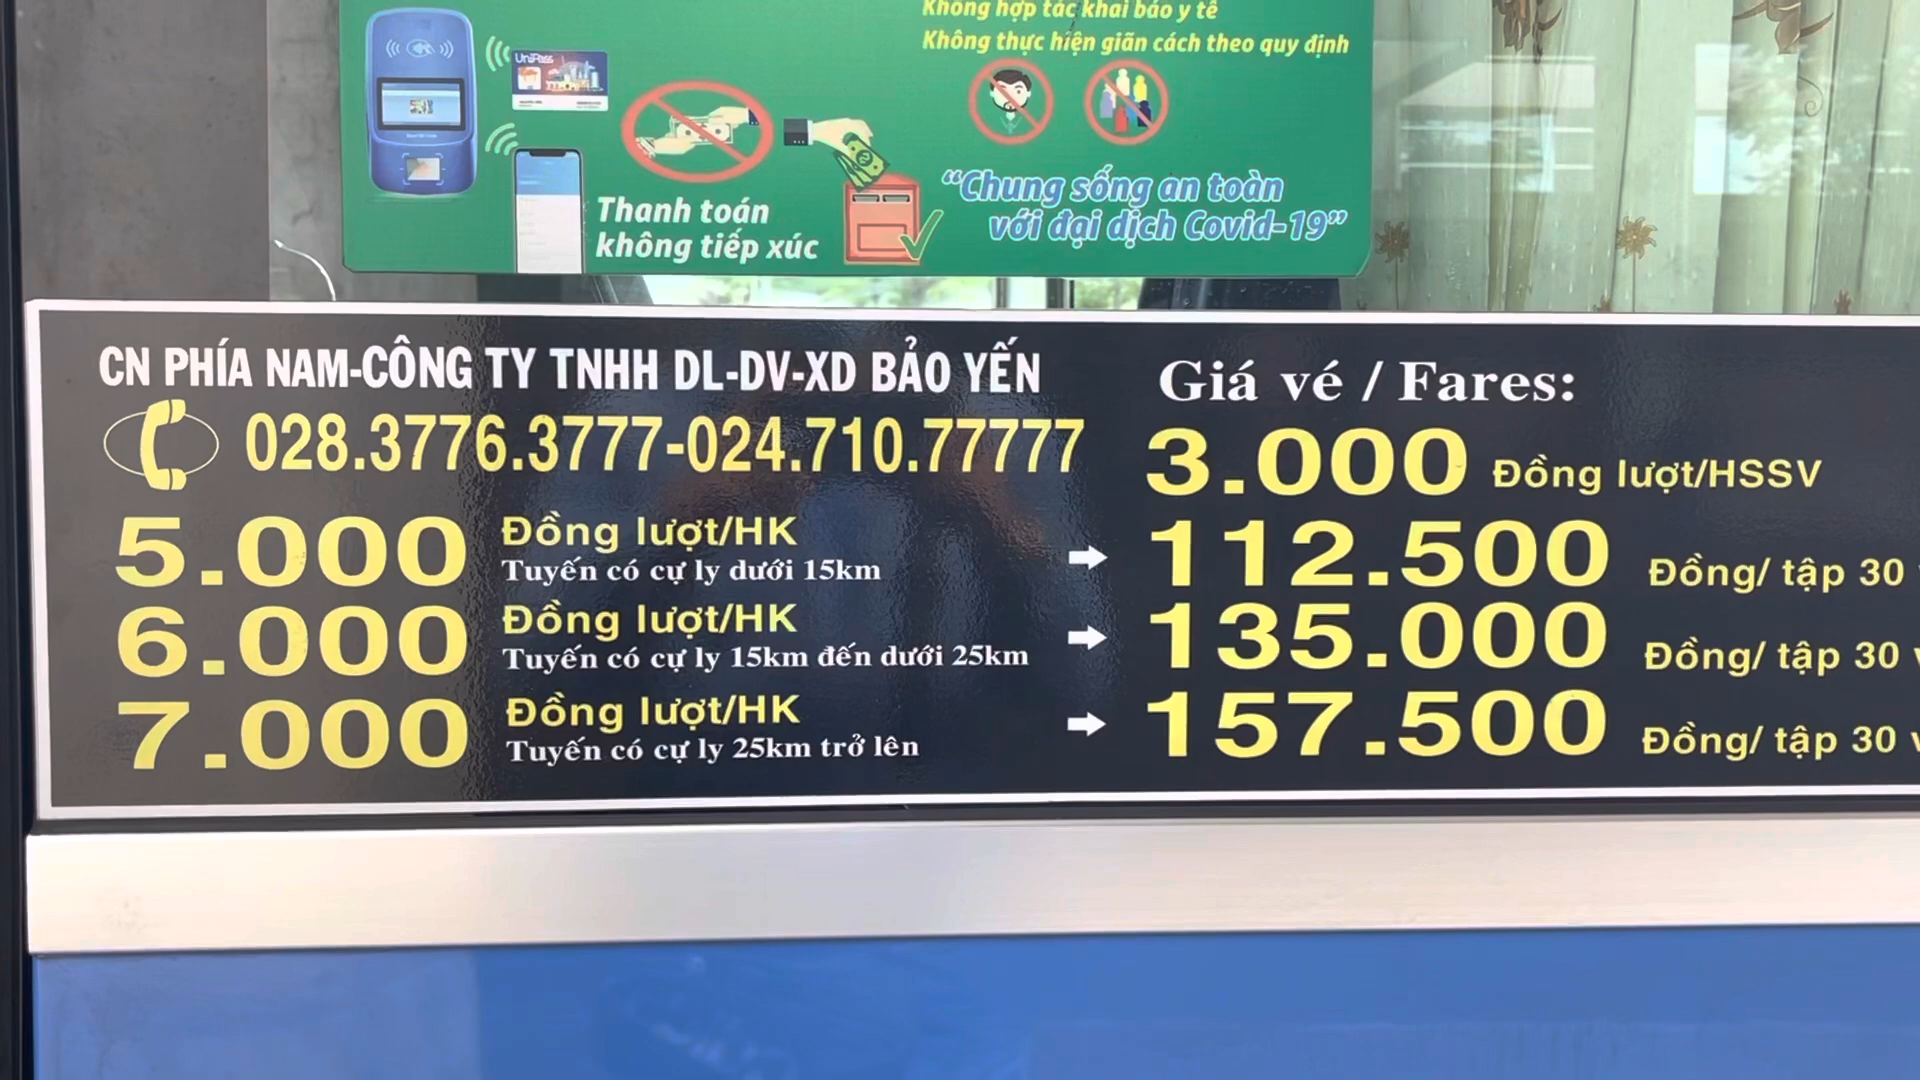 Không hợp tác khai báo y tế
Không thực hiện giãn cách theo quy định
UniPass
Thanh toán
không tiếp xúc
"Chung sống an toàn
với đại dịch Covid-19"
CN PHÍA NAM-CÔNG TY TNHH DL-DV-XD BẢO YẾN
028.3776.3777-024.710.77777
Giá vé / Fares:
3.000 Đồng lượt/HSSV
5.000 Đồng lượt/HK
Tuyến có cự ly dưới 15km
112.500 Đồng/ tập 30
6.000 Đồng lượt/HK
Tuyến có cự ly 15km đến dưới 25km
135.000 Đồng/ tập 30
7.000 Đồng lượt/HK
Tuyến có cự ly 25km trở lên
157.500 Đồng/ tập 30